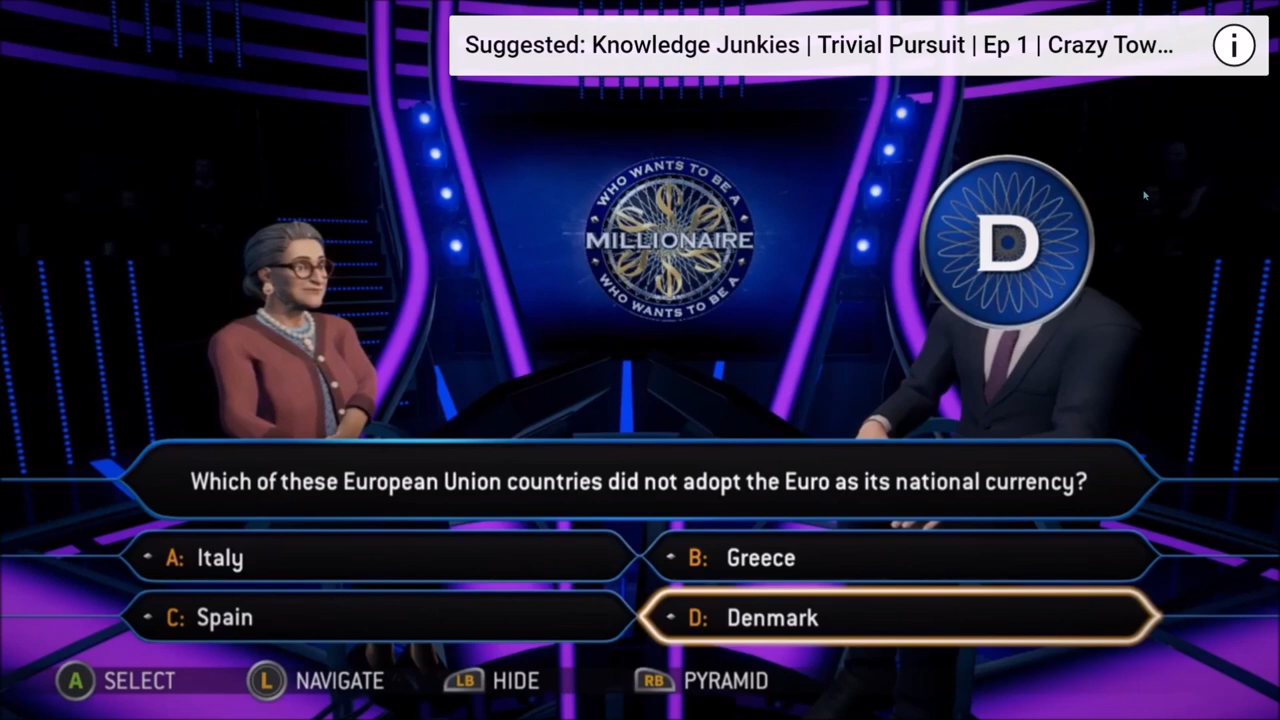 Suggested: Knowledge Junkies | Trivial Pursuit | Ep 1 | Crazy Tow...
i
WHO WANTS TO BE A
MILLIONAIRE
WHO WANTS TO BE A
D
Which of these European Union countries did not adopt the Euro as its national currency?
A: Italy
B: Greece
C: Spain
D: Denmark
A SELECT L NAVIGATE LB HIDE RB PYRAMID